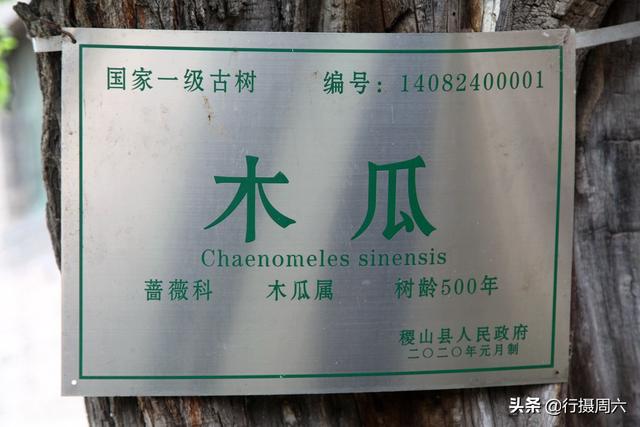 国家一级古树 编号：14082400001
木瓜
Chaenomeles sinensis
蔷薇科 木瓜属 树龄500年
稷山县人民政府
二〇二〇年元月制
头条 @行摄周六